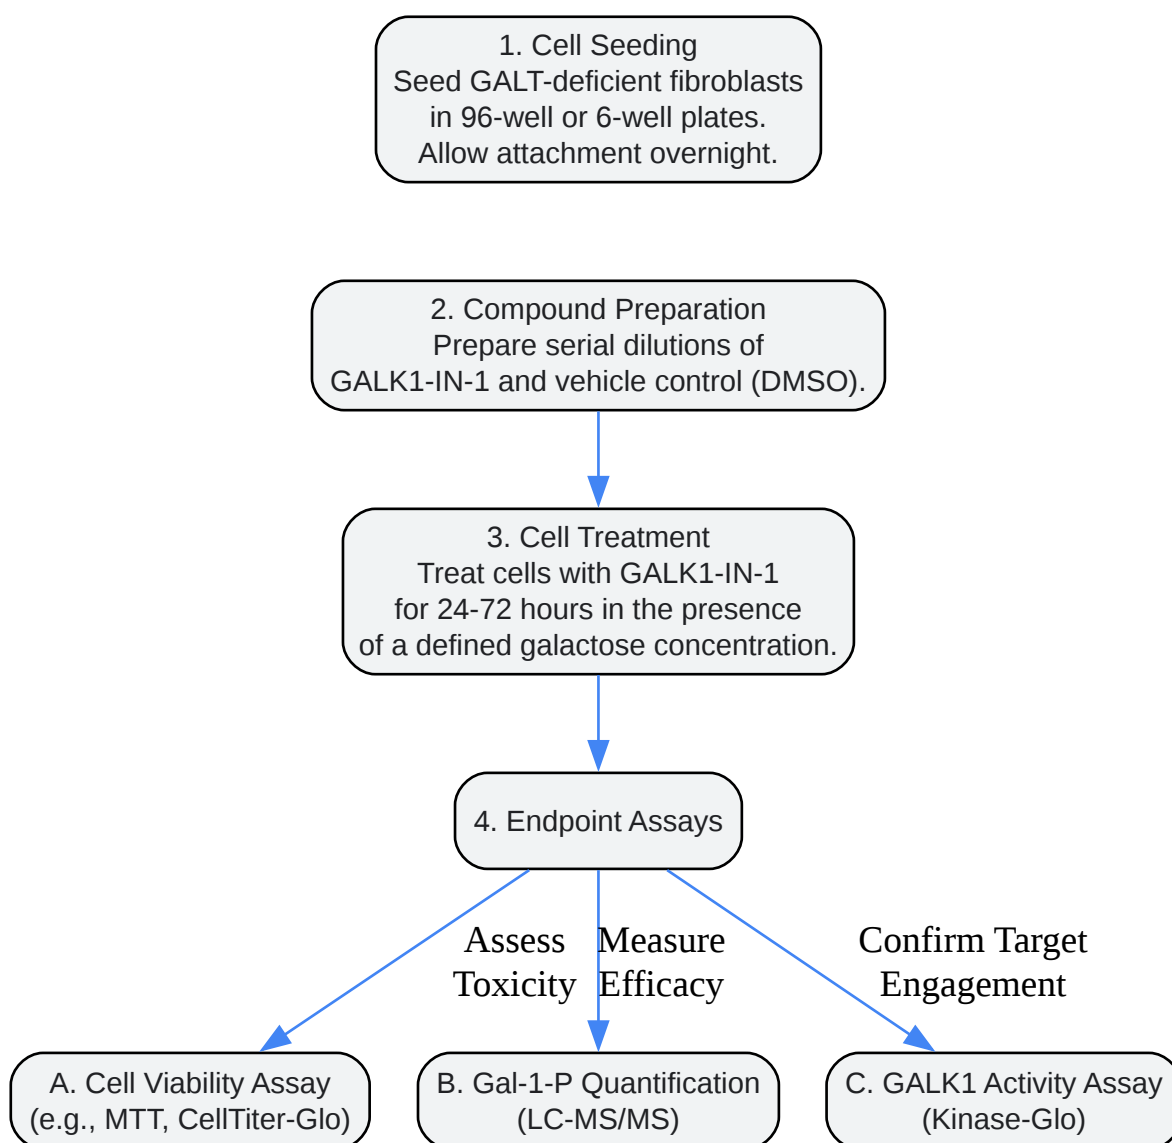 1. Cell Seeding
Seed GALT-deficient fibroblasts
in 96-well or 6-well plates.
Allow attachment overnight.
2. Compound Preparation
Prepare serial dilutions of
GALK1-IN-1 and vehicle control (DMSO).
3. Cell Treatment
Treat cells with GALK1-IN-1
for 24-72 hours in the presence
of a defined galactose concentration.
4. Endpoint Assays
Assess
Toxicity
Measure
Efficacy
Confirm Target
Engagement
A. Cell Viability Assay
(e.g., MTT, CellTiter-Glo)
B. Gal-1-P Quantification
(LC-MS/MS)
C. GALK1 Activity Assay
(Kinase-Glo)